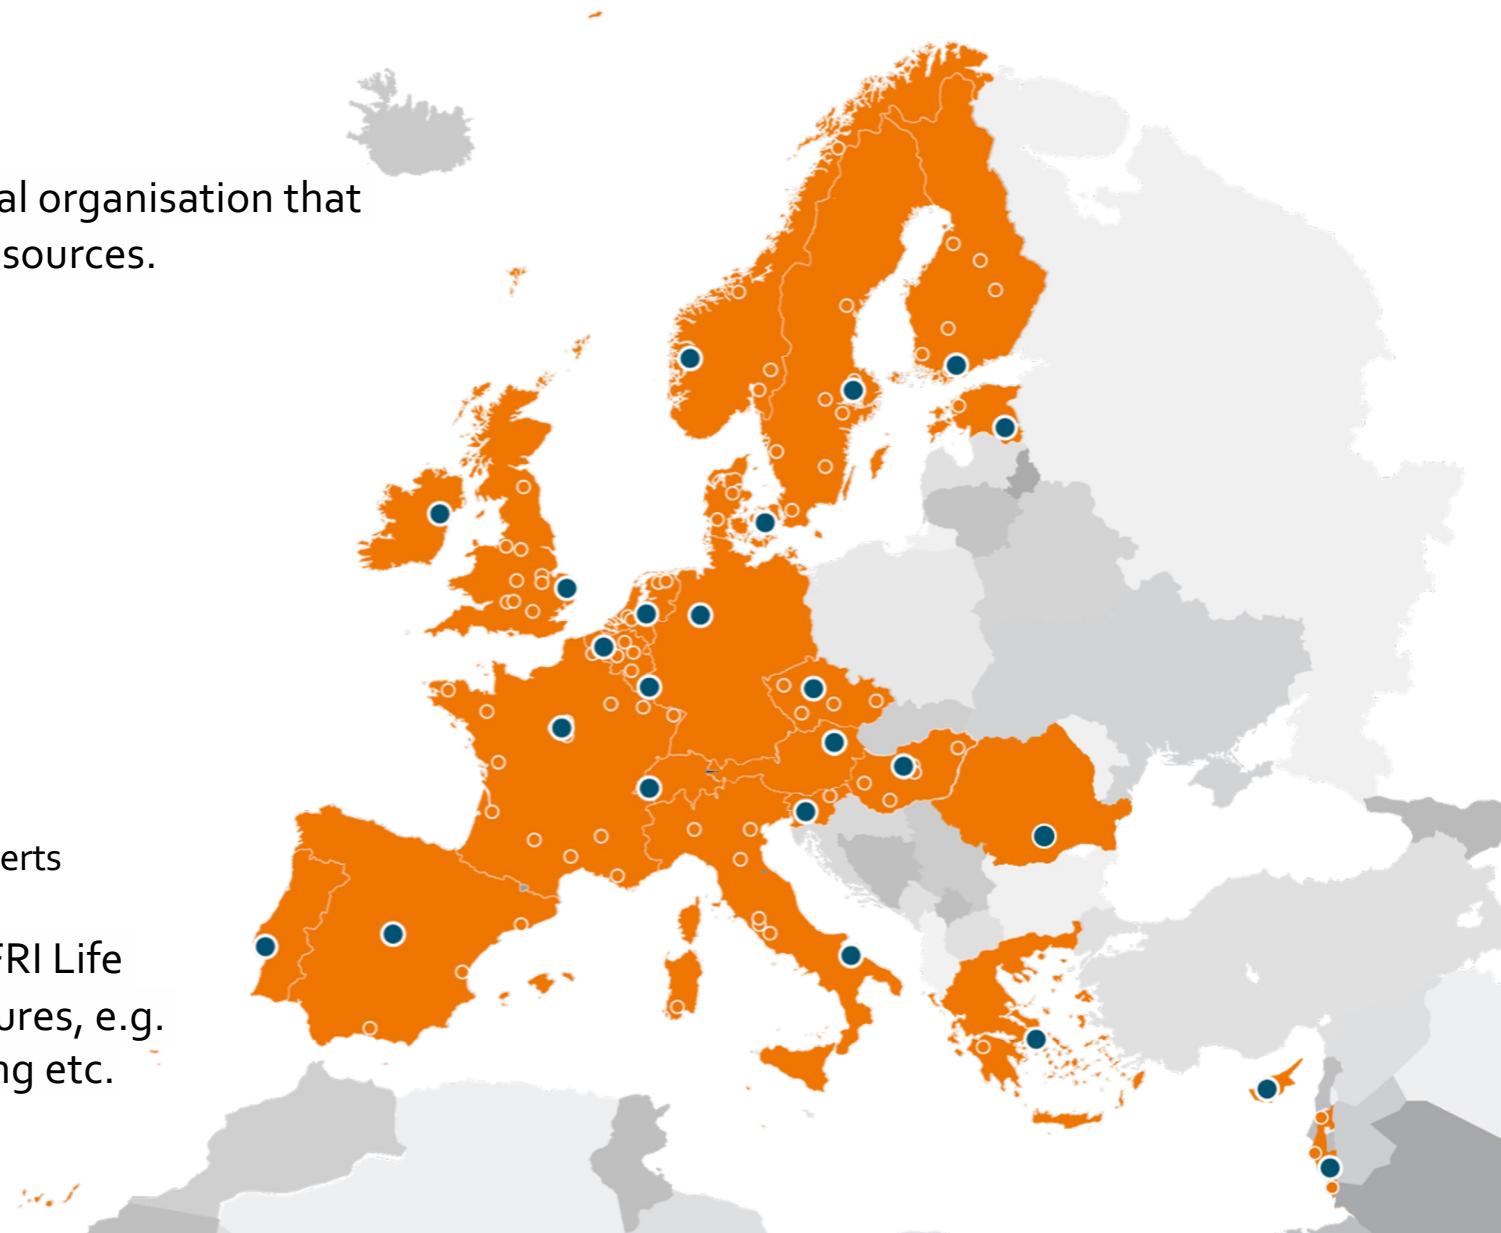 al organisation that
sources.
erts
FRI Life
ures, e.g.
ng etc.